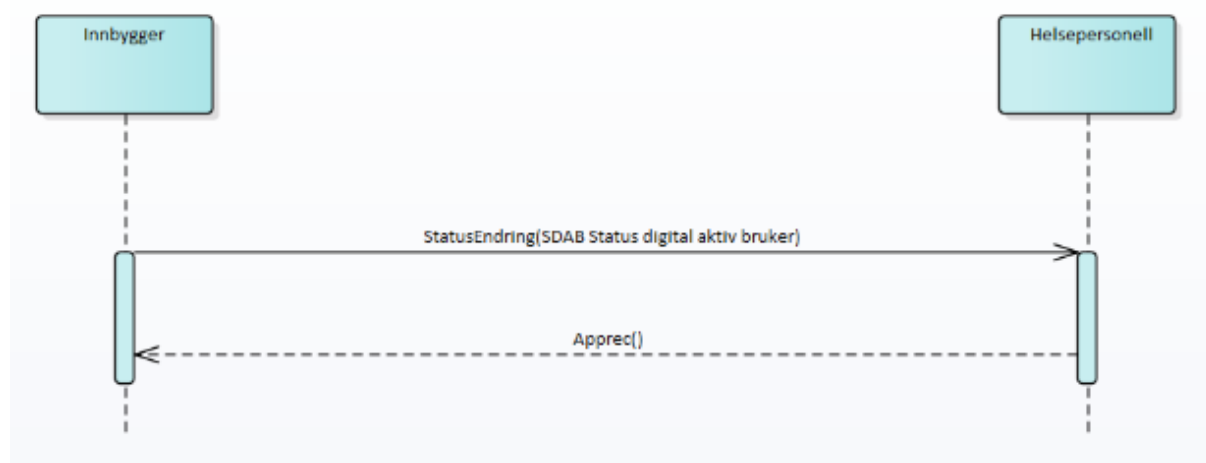 Innbygger
Helsepersonell
StatusEndring(SDAB Status digital aktiv bruker)
Apprec()